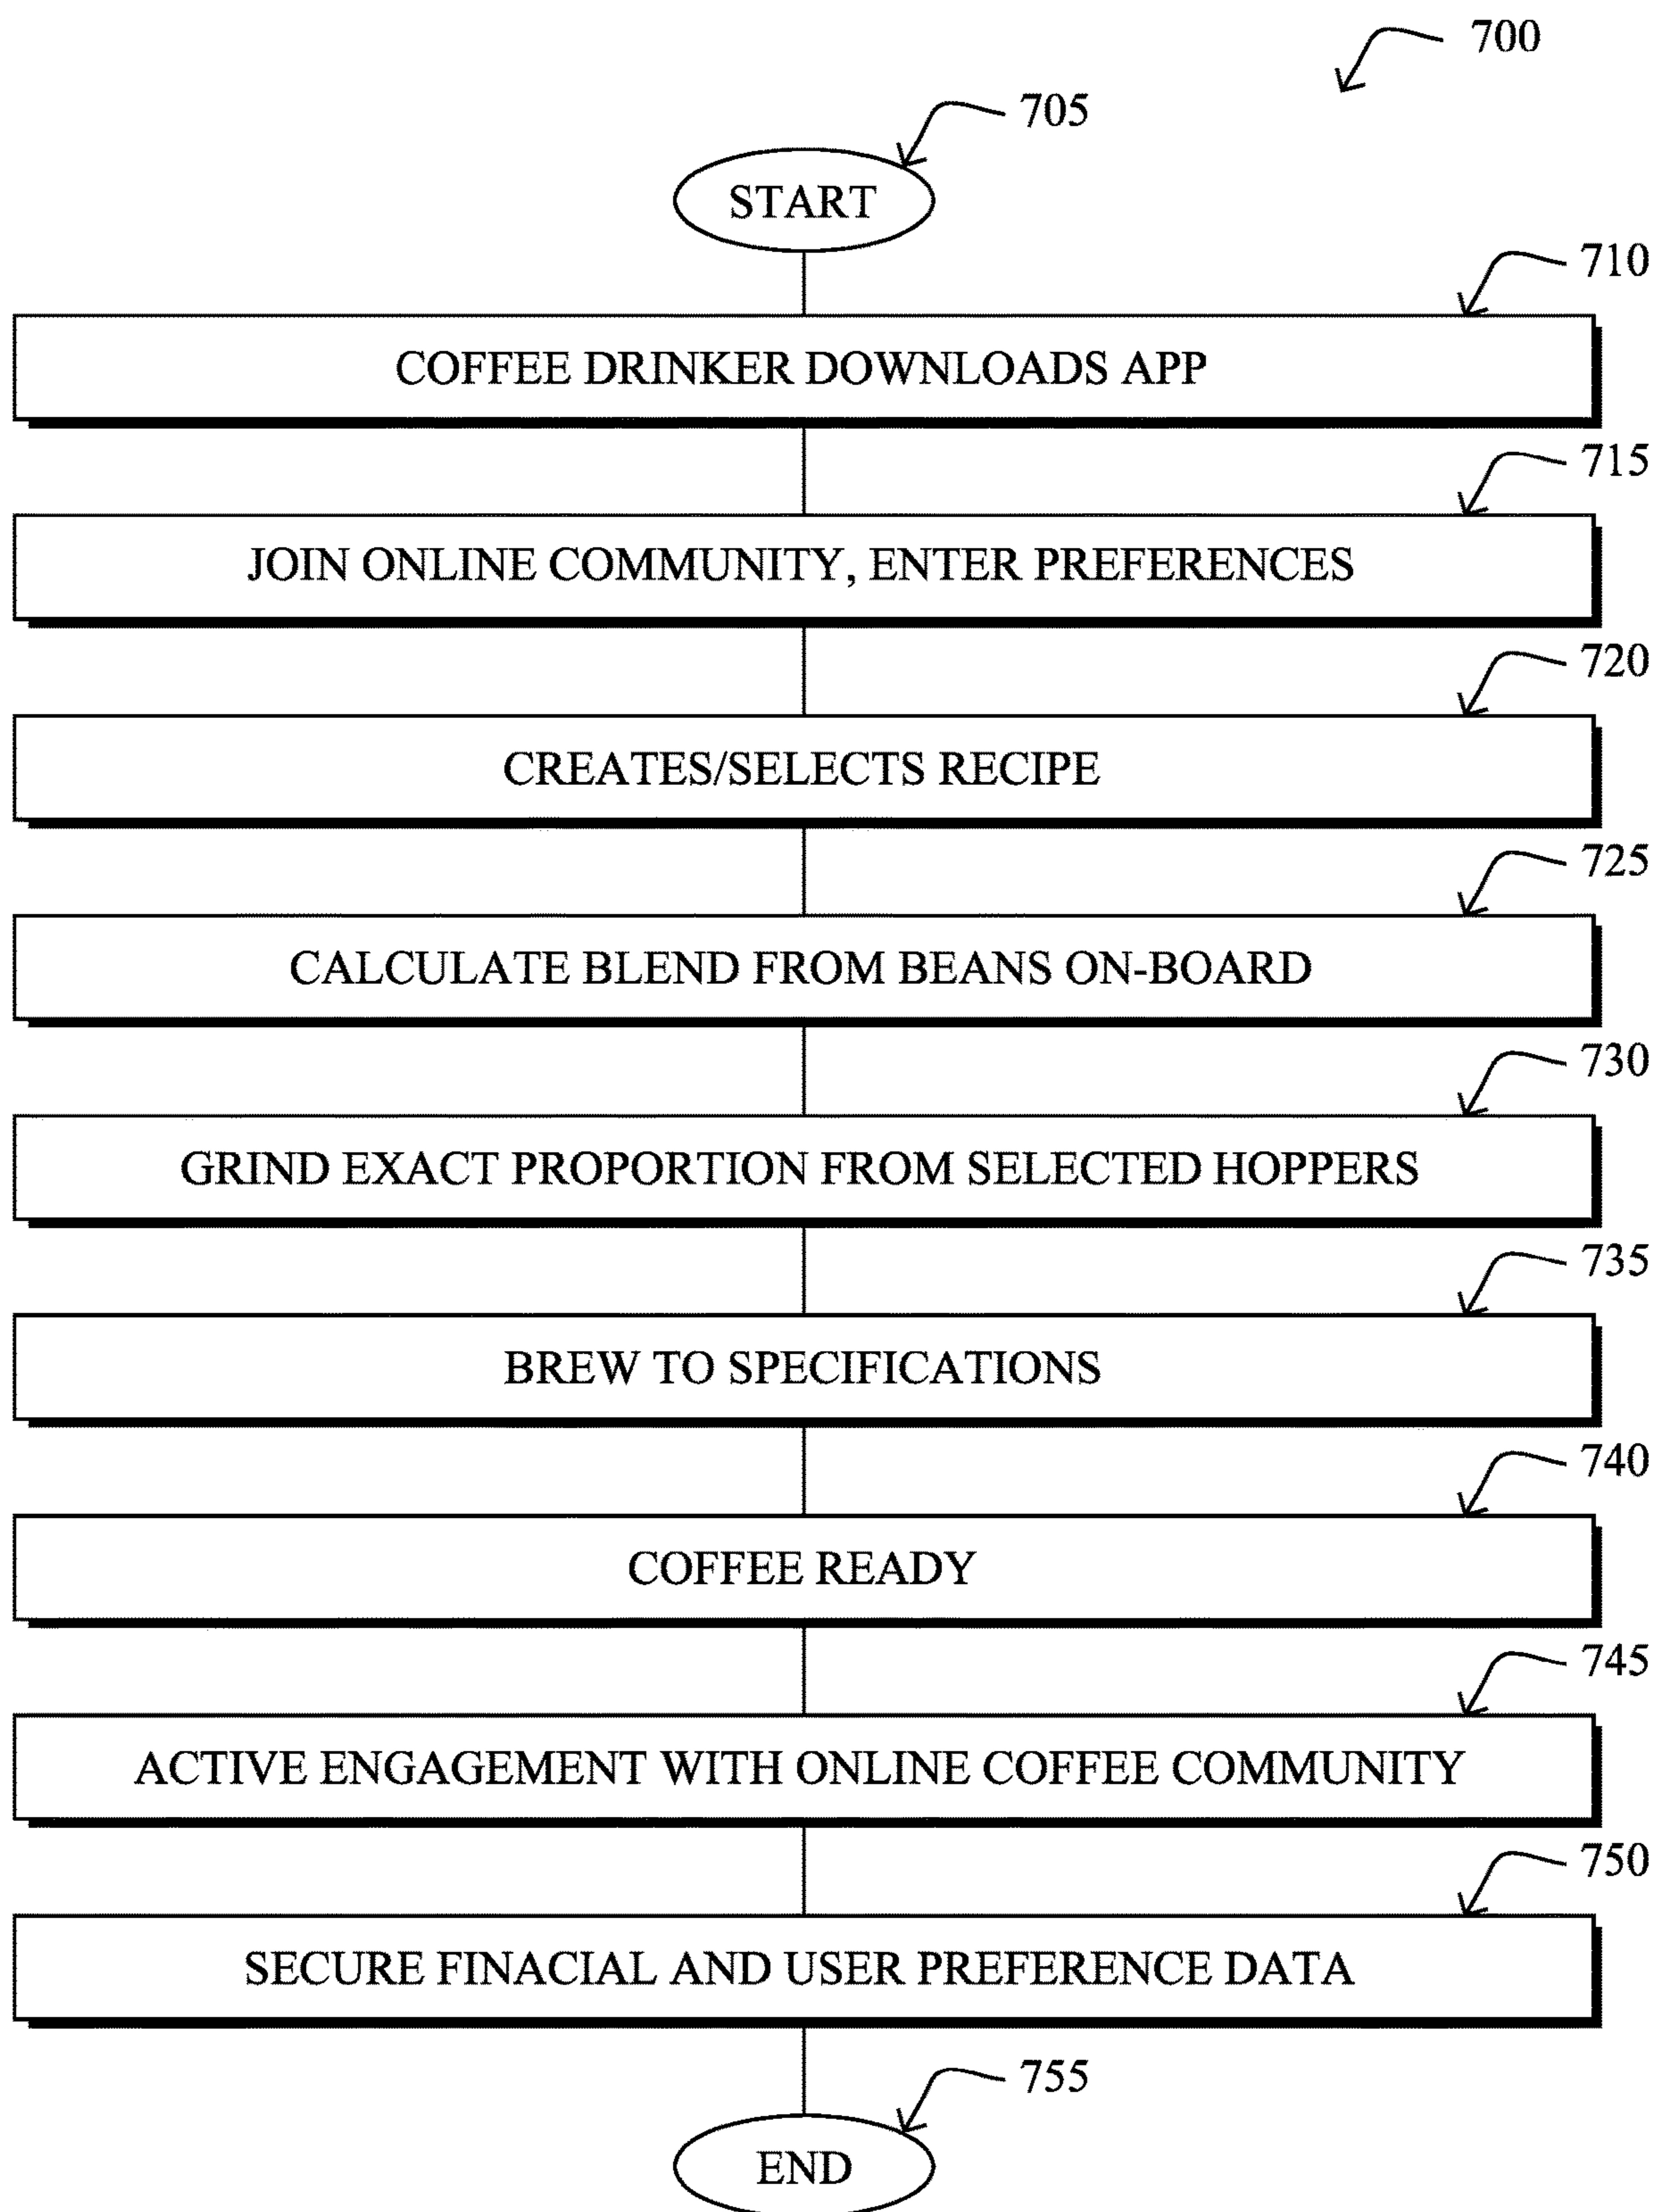 700
705
START
710
COFFEE DRINKER DOWNLOADS APP
715
JOIN ONLINE COMMUNITY, ENTER PREFERENCES
720
CREATES/SELECTS RECIPE
725
CALCULATE BLEND FROM BEANS ON-BOARD
730
GRIND EXACT PROPORTION FROM SELECTED HOPPERS
735
BREW TO SPECIFICATIONS
740
COFFEE READY
745
ACTIVE ENGAGEMENT WITH ONLINE COFFEE COMMUNITY
750
SECURE FINACIAL AND USER PREFERENCE DATA
755
END